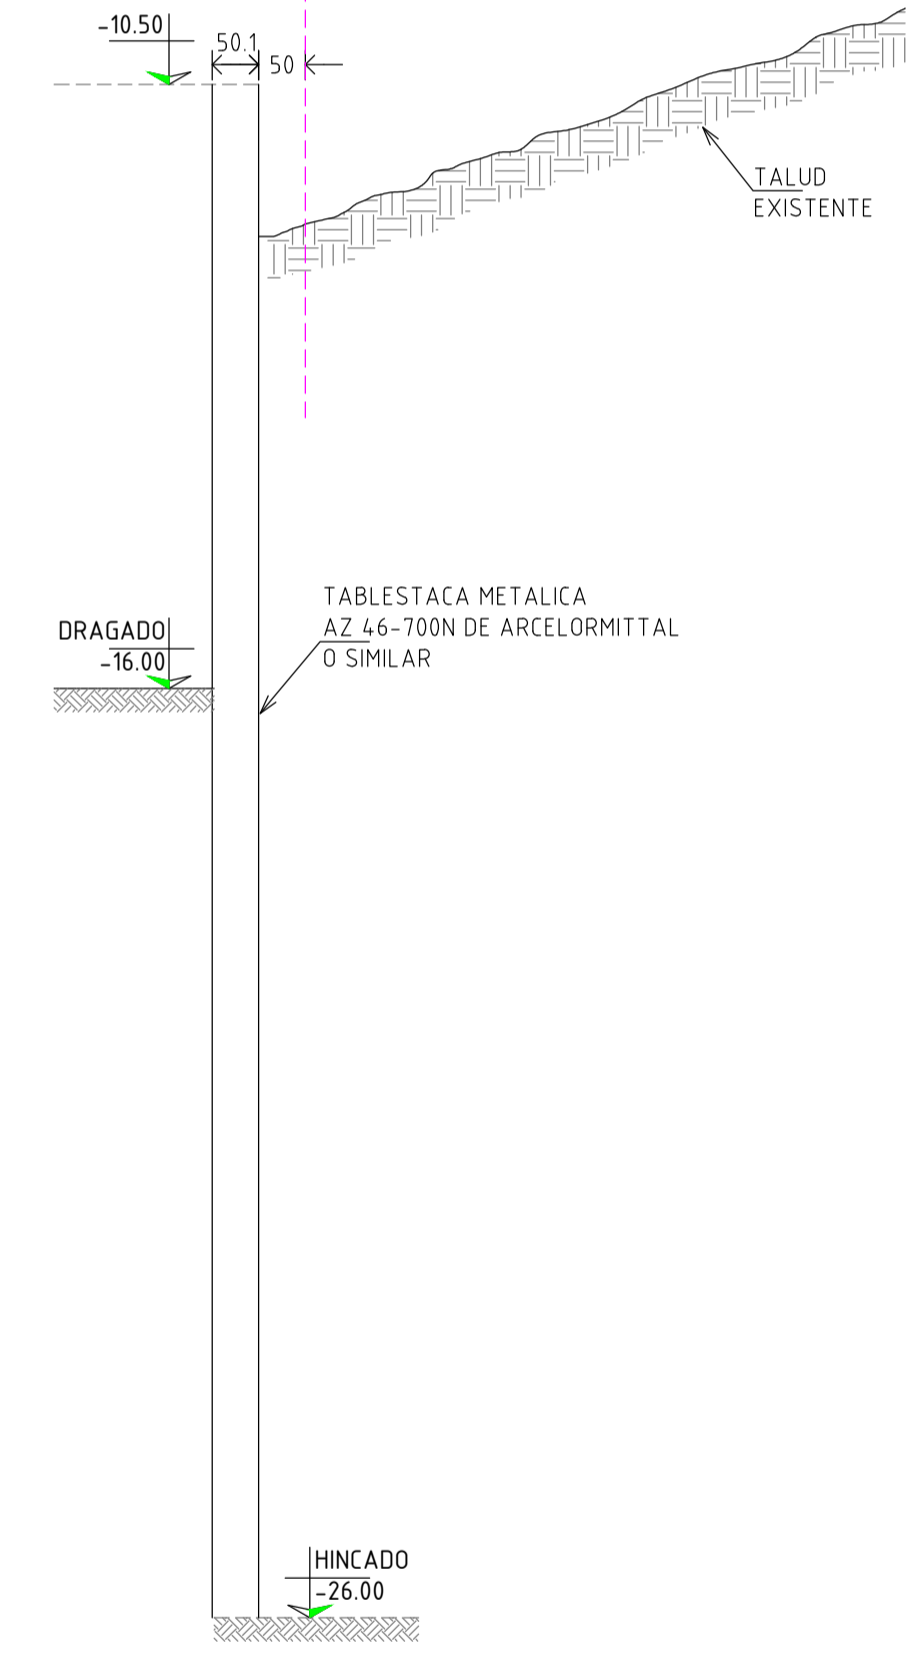 -10.50
50.1
50
TALUD
EXISTENTE
TABLESTACA METALICA
AZ 46-700N DE ARCELORMITTAL
O SIMILAR
DRAGADO
-16.00
HINCADO
-26.00